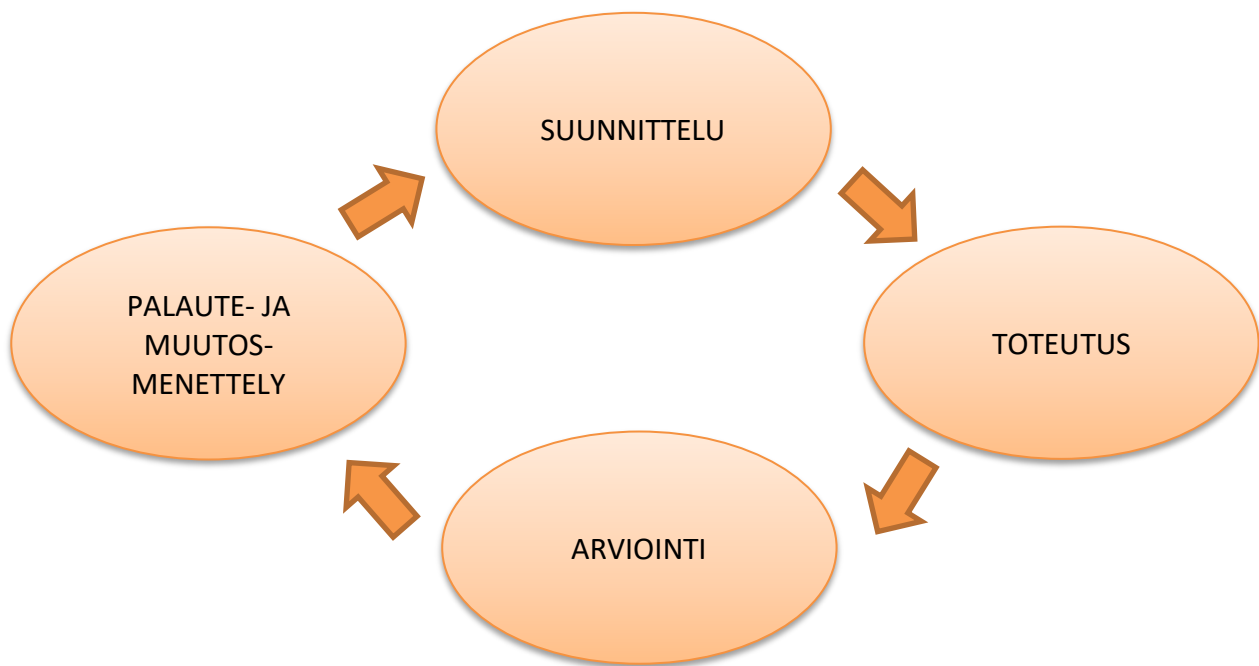 SUUNNITTELU
TOTEUTUS
ARVIOINTI
PALAUTE- JA
MUUTOS-
MENETTELY